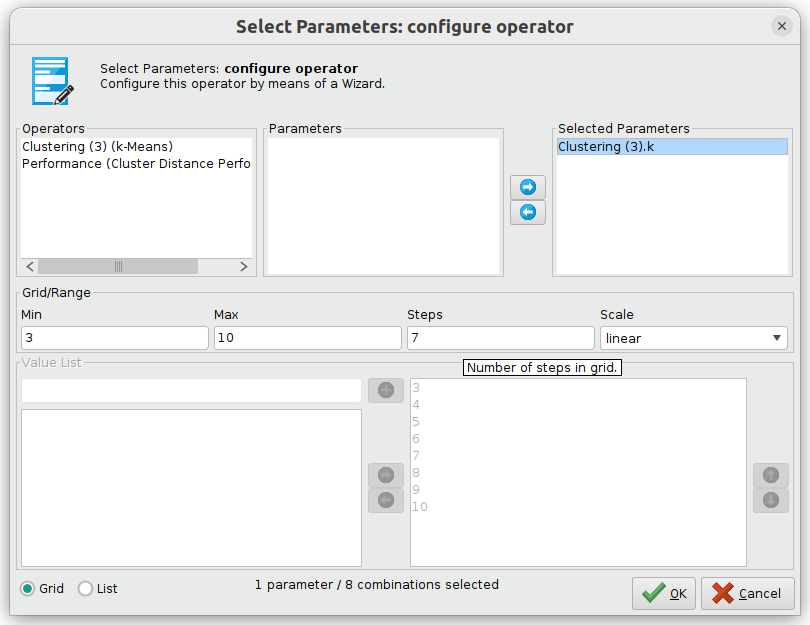 Select Parameters: configure operator
Select Parameters: configure operator
Configure this operator by means of a Wizard.
Operators
Parameters
Selected Parameters
Clustering (3) (k-Means)
Performance (Cluster Distance Perfo
Clustering (3).k
Grid/Range
Min
Max
Steps
Scale
3
10
7
linear
Value List
Number of steps in grid.
3
4
5
6
7
8
9
10
Grid
List
1 parameter / 8 combinations selected
OK
Cancel